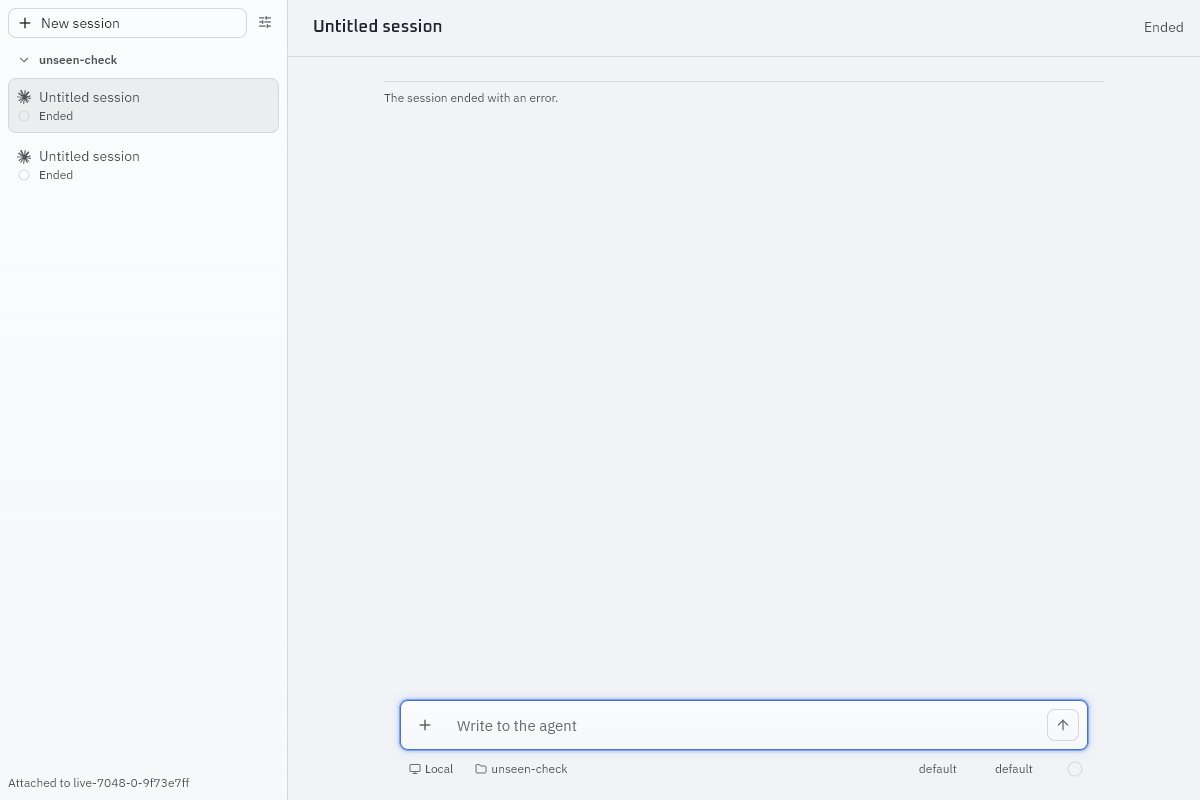 New session
unseen-check
Untitled session
Ended
Untitled session
Ended
Attached to live-7048-0-9f73e7ff
Untitled session
Ended
The session ended with an error.
Write to the agent
Local
unseen-check
default
default